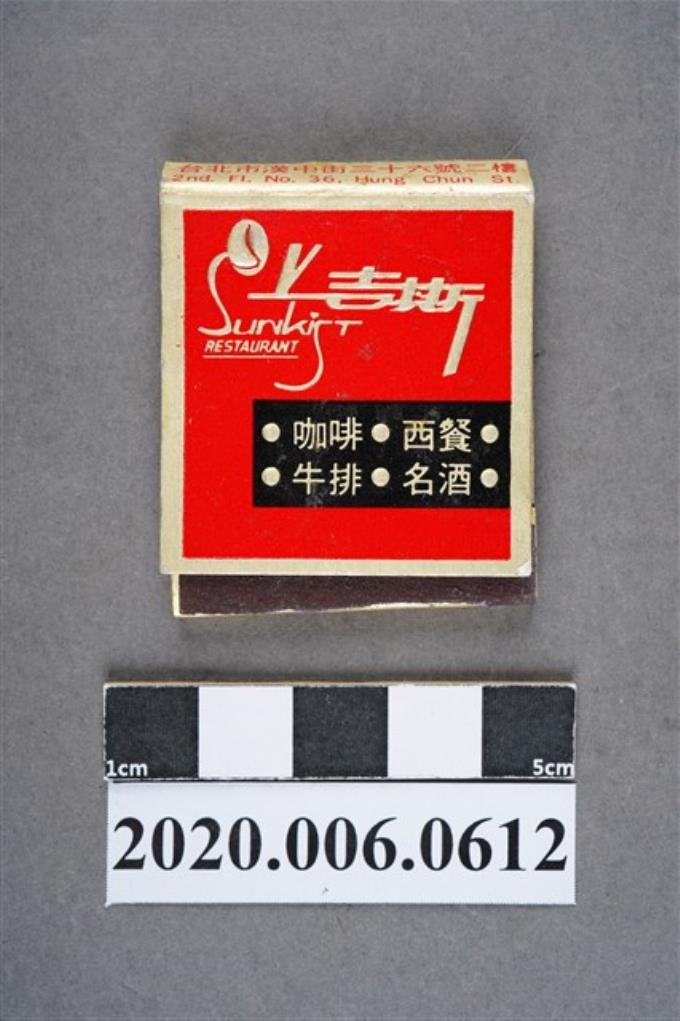 台北市漢中街三十六號二樓
2nd. Fl. No. 36, Hung Chun St.
上吉斯
Sunkist
RESTAURANT
●咖啡●西餐●
●牛排●名酒●
1cm 5cm
2020.006.0612